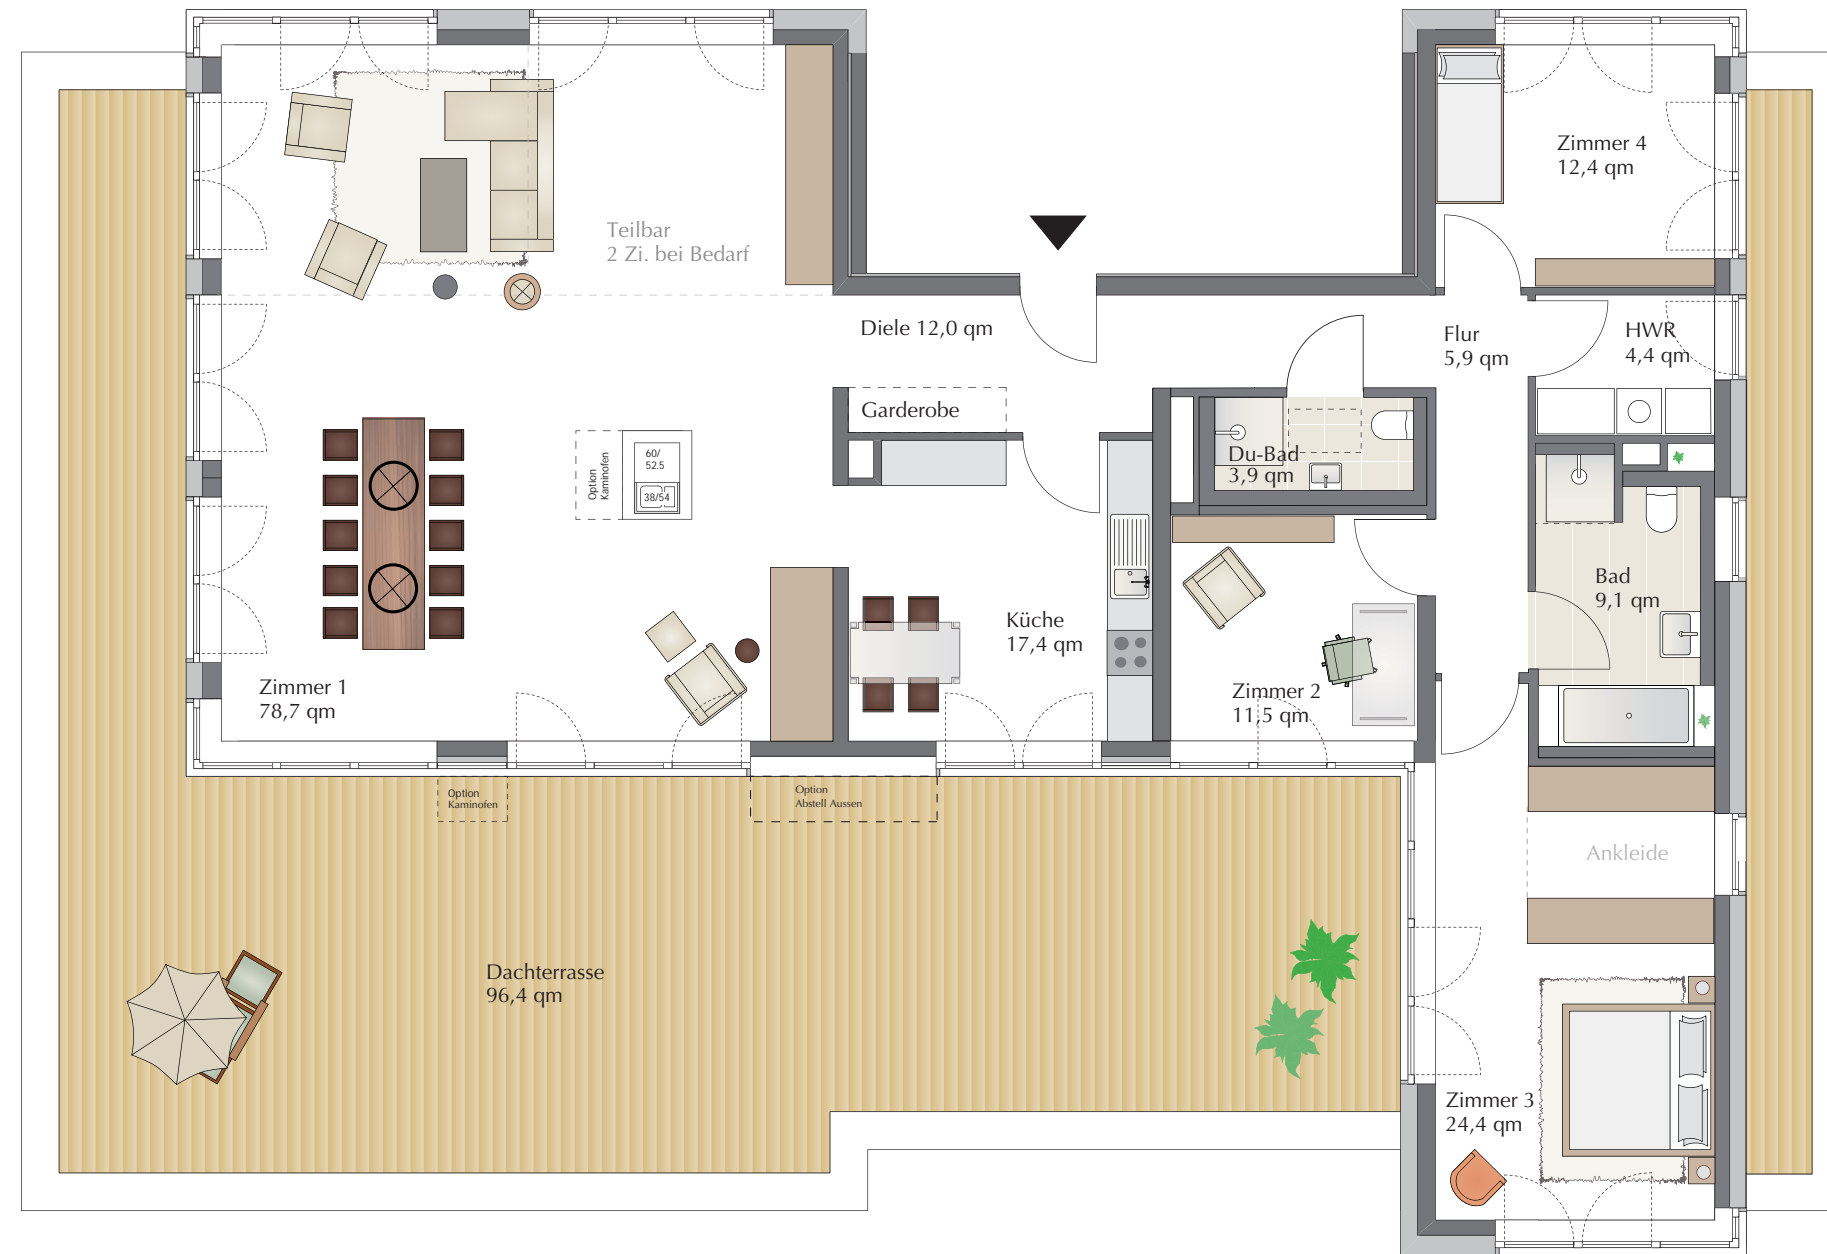 Zimmer 4
12,4 qm
Teilbar
2 Zi. bei Bedarf
Diele 12,0 qm
Flur
5,9 qm
HWR
4,4 qm
Garderobe
Du-Bad
3,9 qm
Option
Kaminofen
60/
52.5
38/54
Bad
9,1 qm
Küche
17,4 qm
Zimmer 1
78,7 qm
Zimmer 2
11,5 qm
Option
Kaminofen
Option
Abstell Aussen
Ankleide
Dachterrasse
96,4 qm
Zimmer 3
24,4 qm